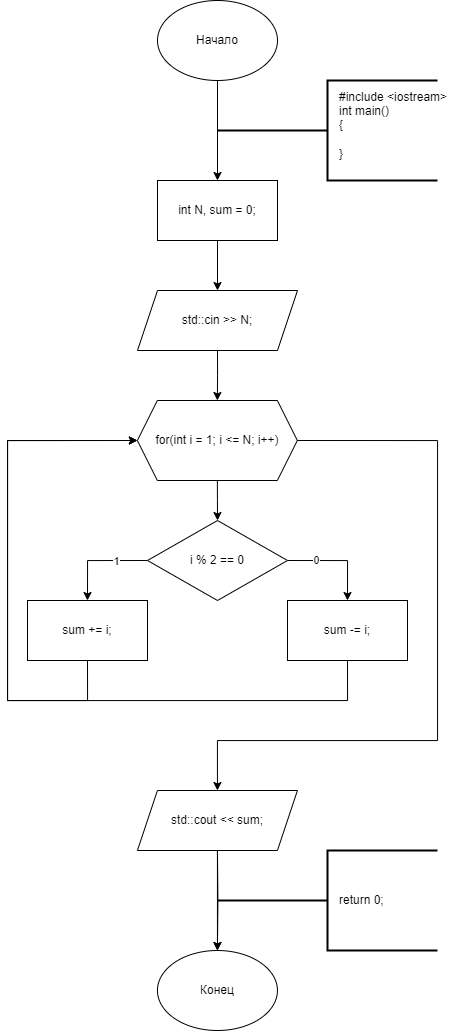 Начало
#include <iostream>
int main()
{
}
int N, sum = 0;
std::cin >> N;
for(int i = 1; i <= N; i++)
i % 2 == 0
1
0
sum += i;
sum -= i;
std::cout << sum;
return 0;
Конец